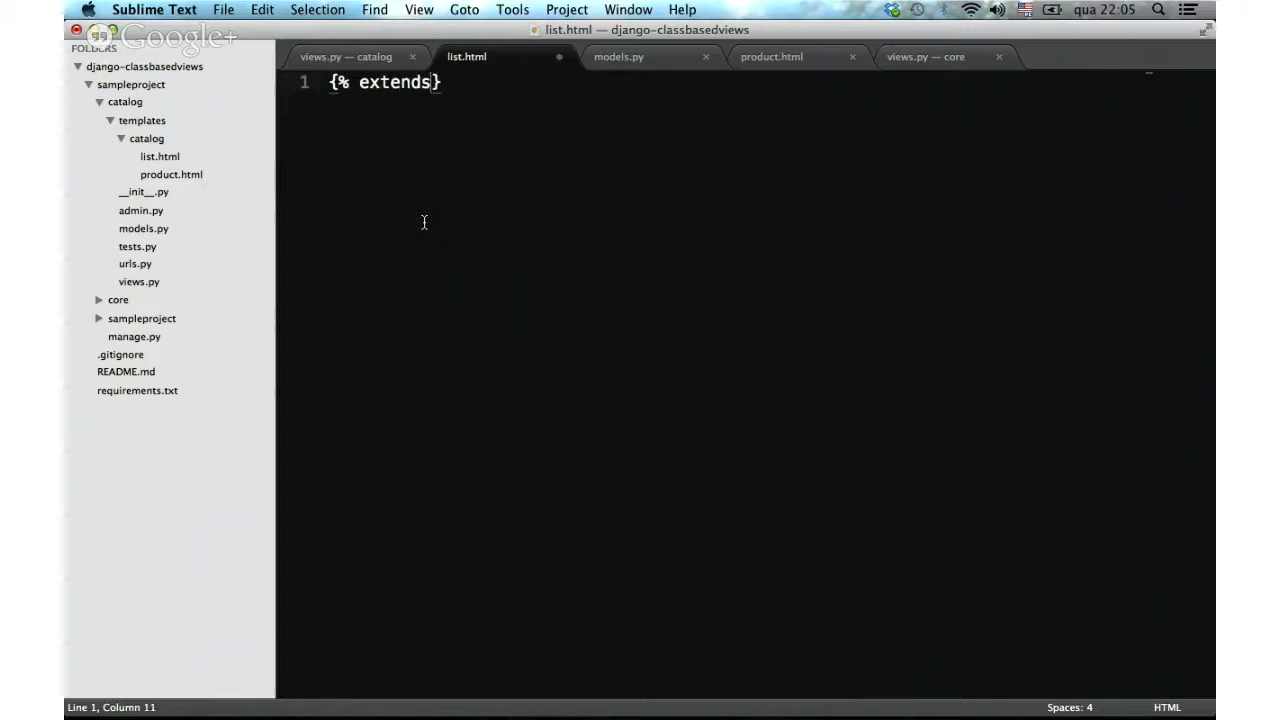 Sublime Text File Edit Selection Find View Goto Tools Project Window Help qua 22:05
list.html — django-classbasedviews
Google+
FOLDERS
views.py — catalog × list.html models.py × product.html × views.py — core ×
django-classbasedviews
sampleproject
catalog
templates
catalog
list.html
product.html
__init__.py
admin.py
models.py
tests.py
urls.py
views.py
core
sampleproject
manage.py
.gitignore
README.md
requirements.txt
1 {% extends}
Line 1, Column 11 Spaces: 4 HTML